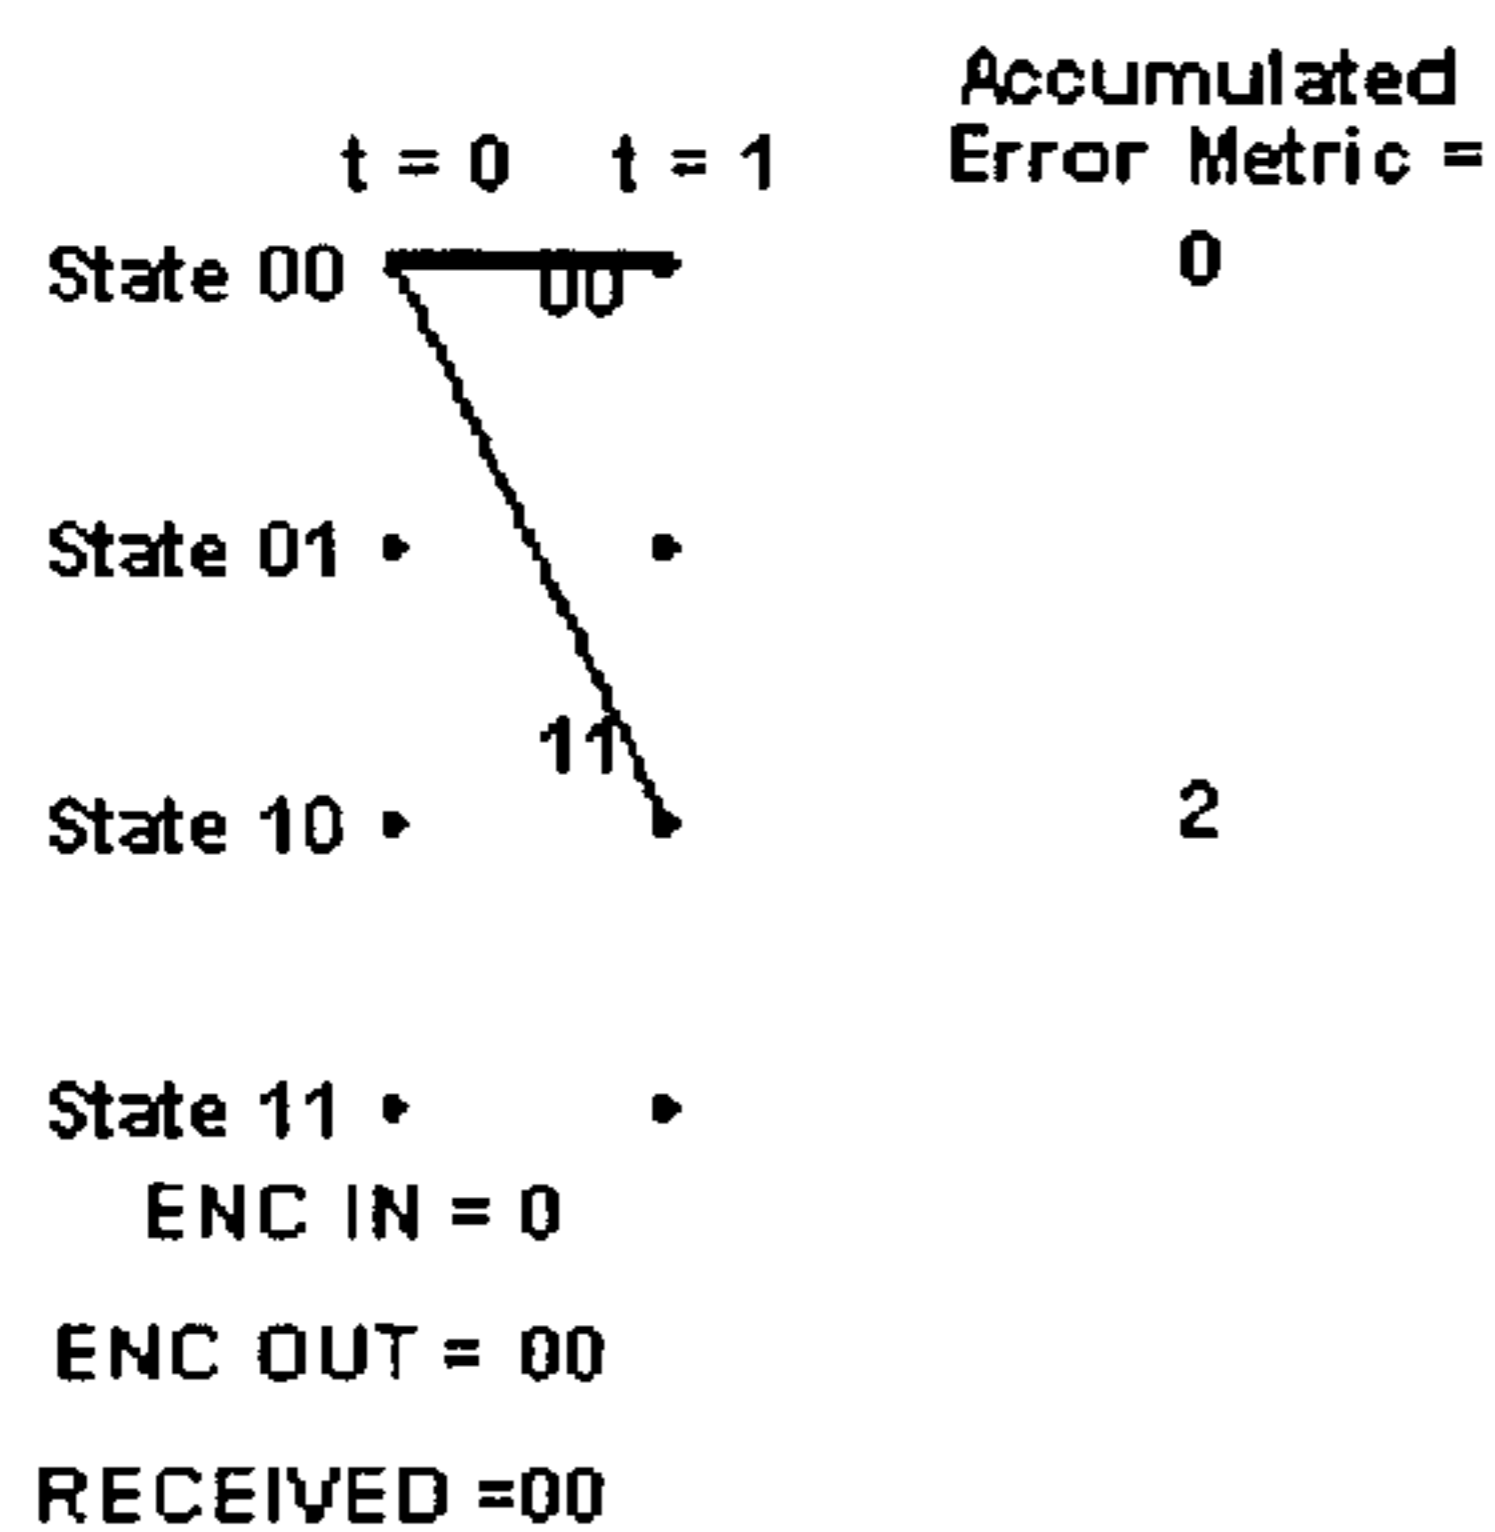 Accumulated
t = 0 t = 1 Error Metric =
State 00 00 0
State 01
11
State 10 2
State 11
ENC IN = 0
ENC OUT = 00
RECEIVED =00